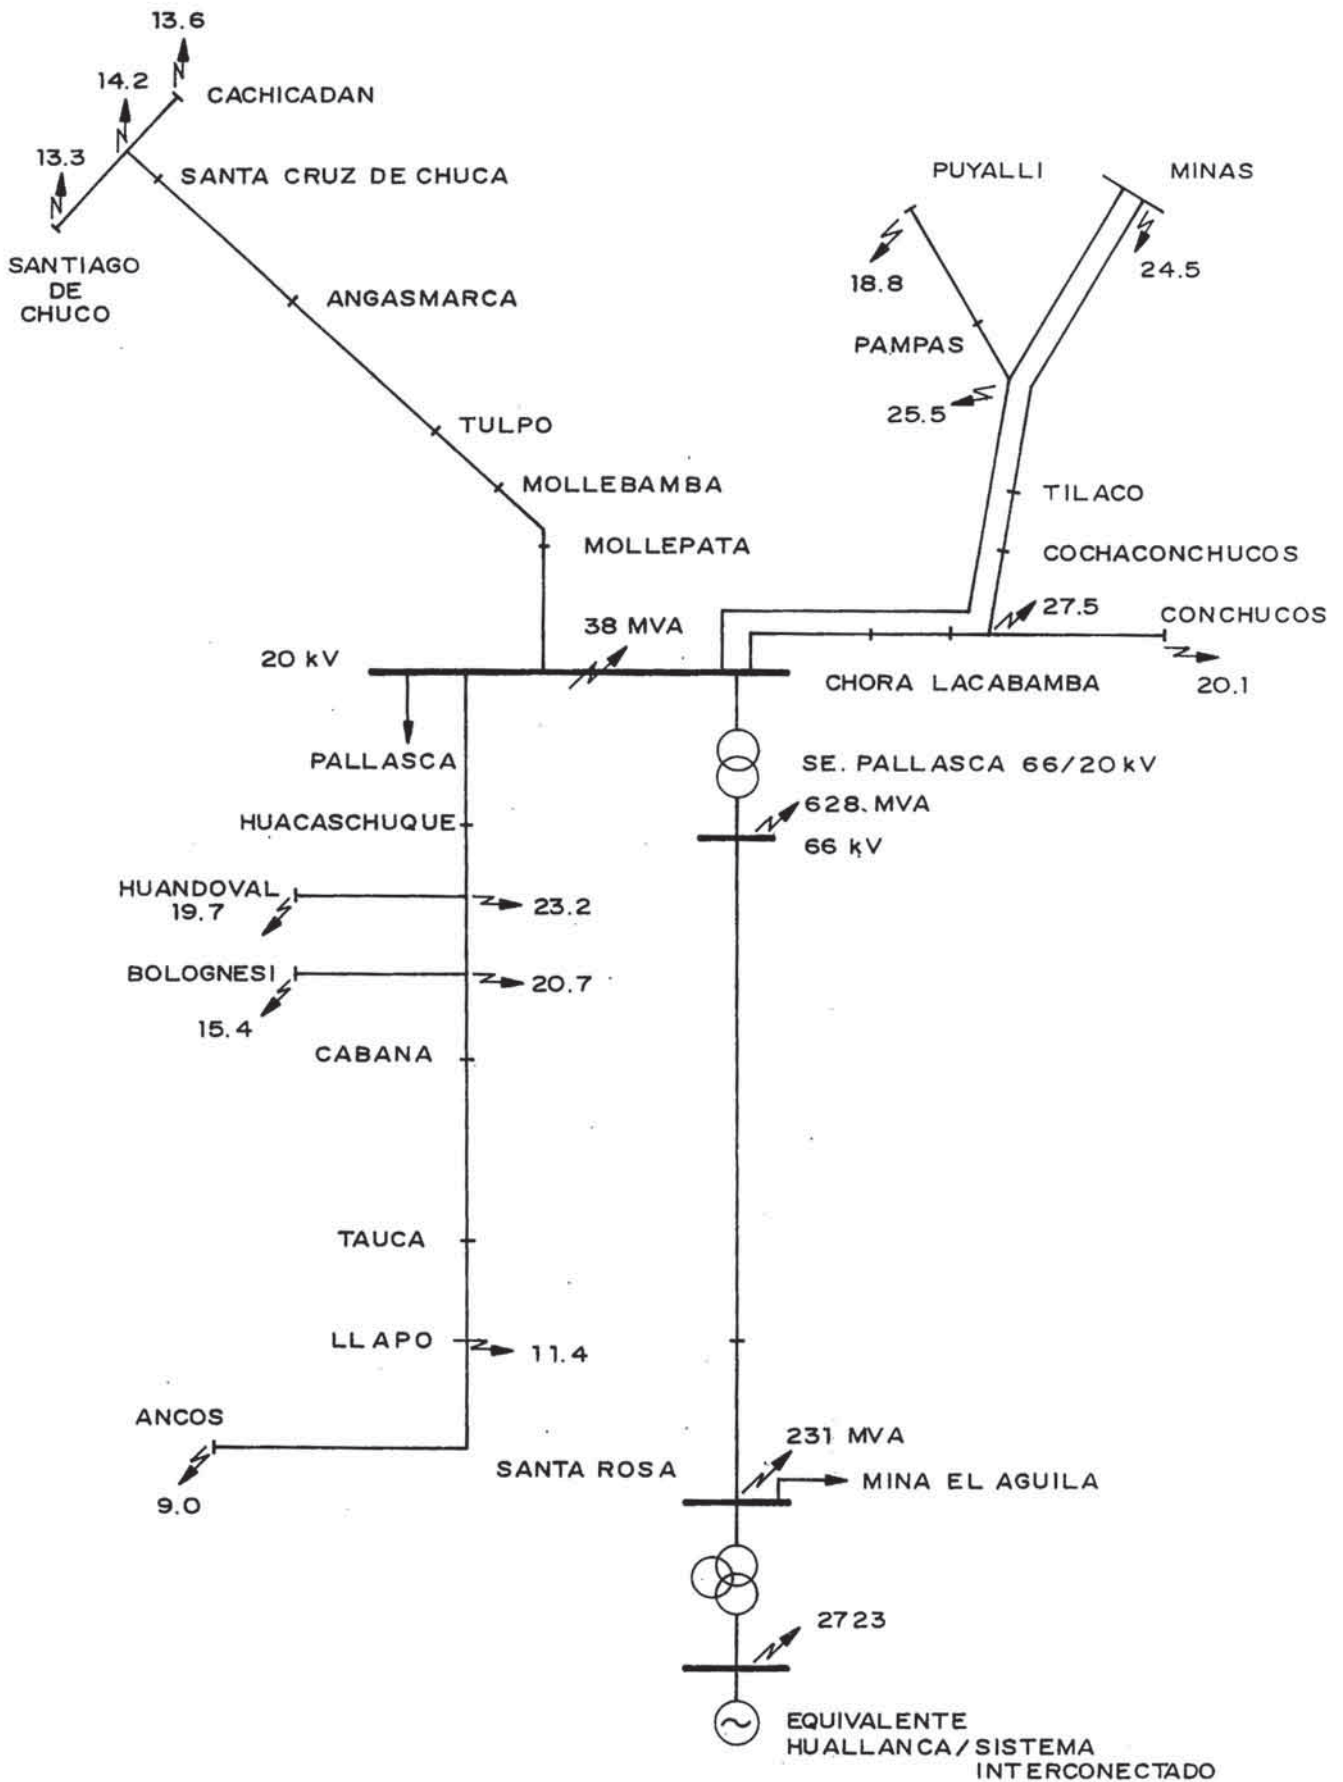 13.6
14.2
CACHICADAN
13.3
SANTA CRUZ DE CHUCA
PUYALLI
MINAS
SANTIAGO
DE
CHUCO
18.8
24.5
ANGASMARCA
PAMPAS
25.5
TULPO
MOLLEBAMBA
TILACO
MOLLEPATA
COCHACONCHUCOS
27.5
CONCHUCOS
38 MVA
20 kV
CHORA LACABAMBA
20.1
PALLASCA
SE. PALLASCA 66/20 kV
628. MVA
HUACASCHUQUE
66 kV
HUANDOVAL
19.7
23.2
BOLOGNESI
20.7
15.4
CABANA
TAUCA
LLAPO
11.4
ANCOS
231 MVA
SANTA ROSA
MINA EL AGUILA
9.0
2723
EQUIVALENTE
HUALLANCA/SISTEMA
INTERCONECTADO